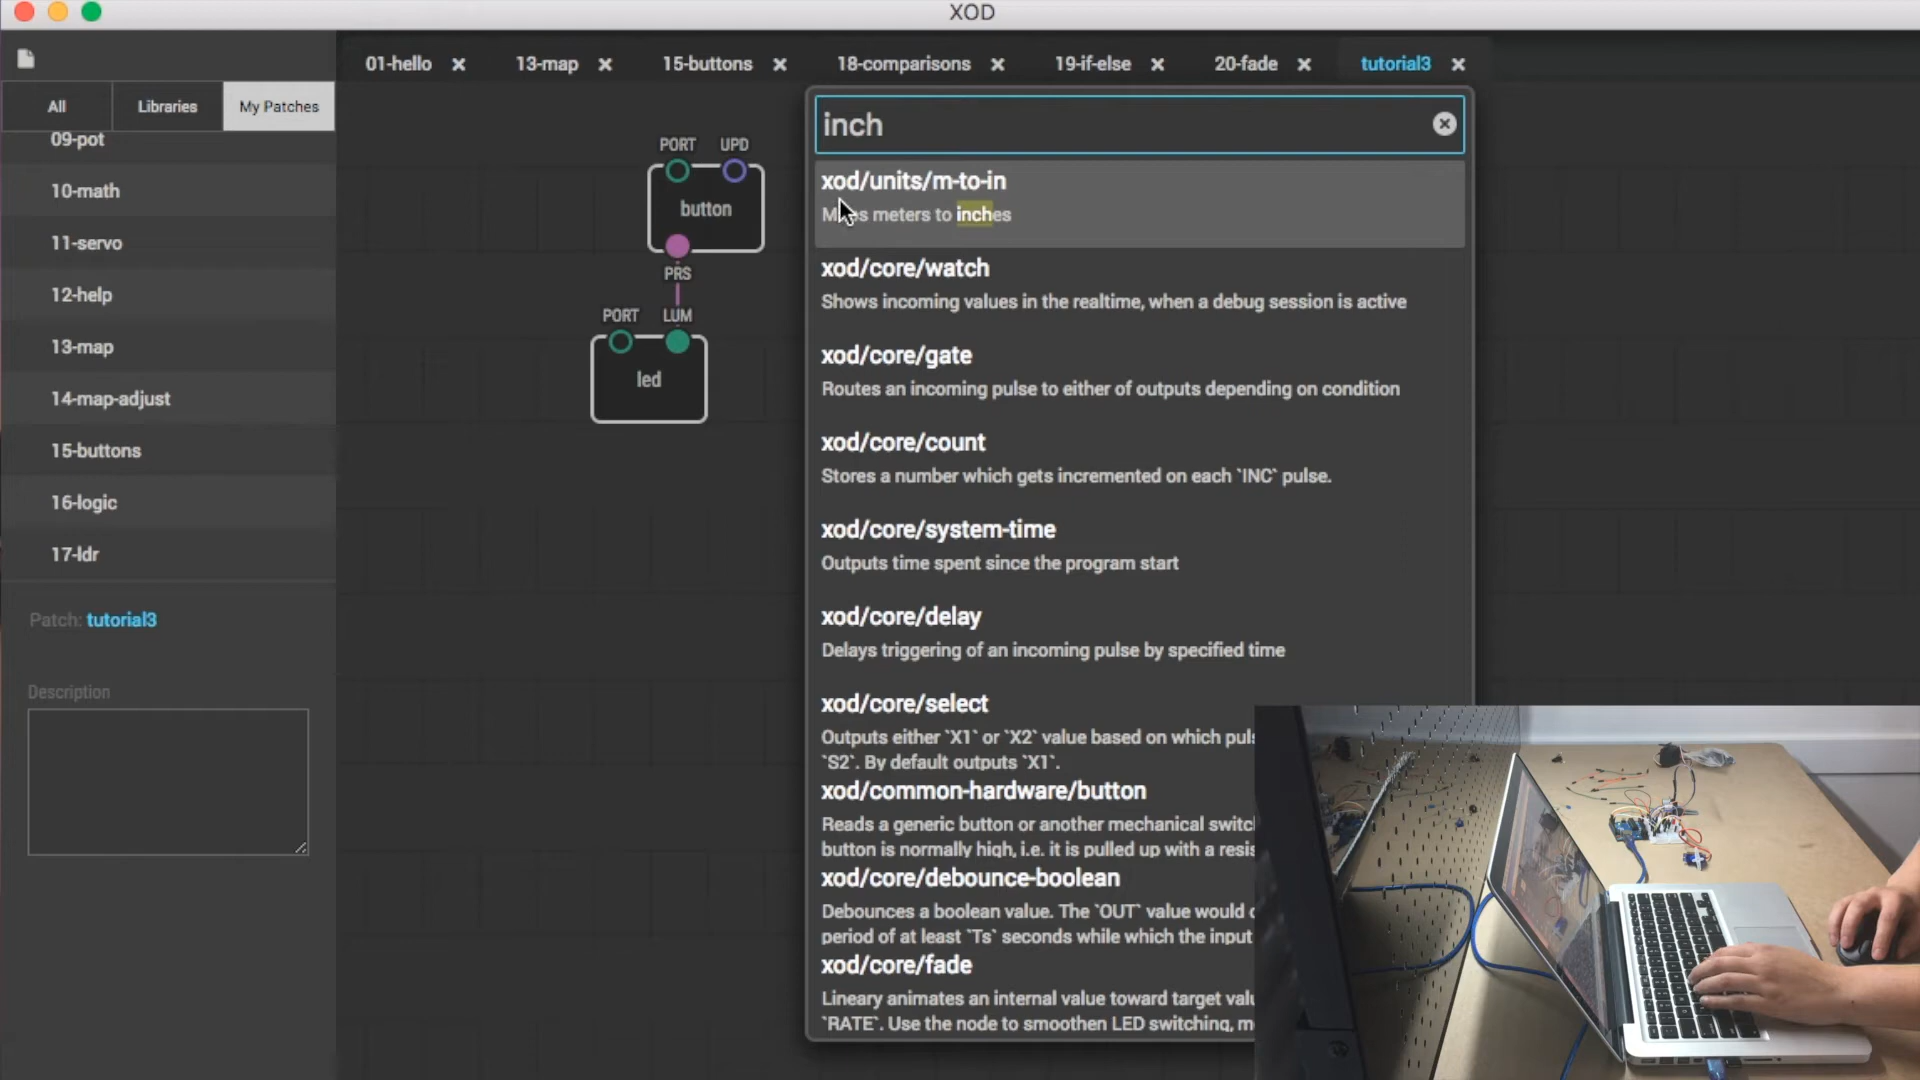 XOD
01-hello
13-map
15-buttons
18-comparisons
19-if-else
20-fade
tutorial3
All
Libraries
My Patches
09-pot
10-math
11-servo
12-help
13-map
14-map-adjust
15-buttons
16-logic
17-ldr
Patch: tutorial3
Description
PORT UPD
button
PRS
PORT LUM
led
inch
xod/units/m-to-in
meters to inches
xod/core/watch
Shows incoming values in the realtime, when a debug session is active
xod/core/gate
Routes an incoming pulse to either of outputs depending on condition
xod/core/count
Stores a number which gets incremented on each `INC` pulse.
xod/core/system-time
Outputs time spent since the program start
xod/core/delay
Delays triggering of an incoming pulse by specified time
xod/core/select
Outputs either `X1` or `X2` value based on which
`S2`. By default outputs `X1`.
xod/common-hardware/button
Reads a generic button or another mechanical
button is normally high, i.e. it is pulled up with a
xod/core/debounce-boolean
Debounces a boolean value. The `OUT` value would
period of at least `Ts` seconds while which the input
xod/core/fade
Lineary animates an internal value toward target
`RATE`. Use the node to smoothen LED switching,